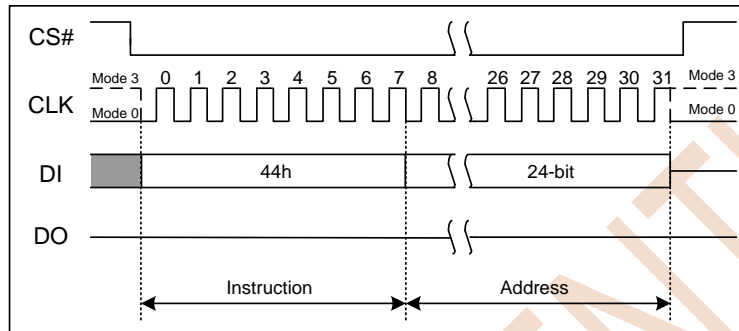 CS#
Mode 3 0 1 2 3 4 5 6 7 8 26 27 28 29 30 31 Mode 3
CLK
Mode 0 Mode 0
DI 44h 24-bit
DO
Instruction Address